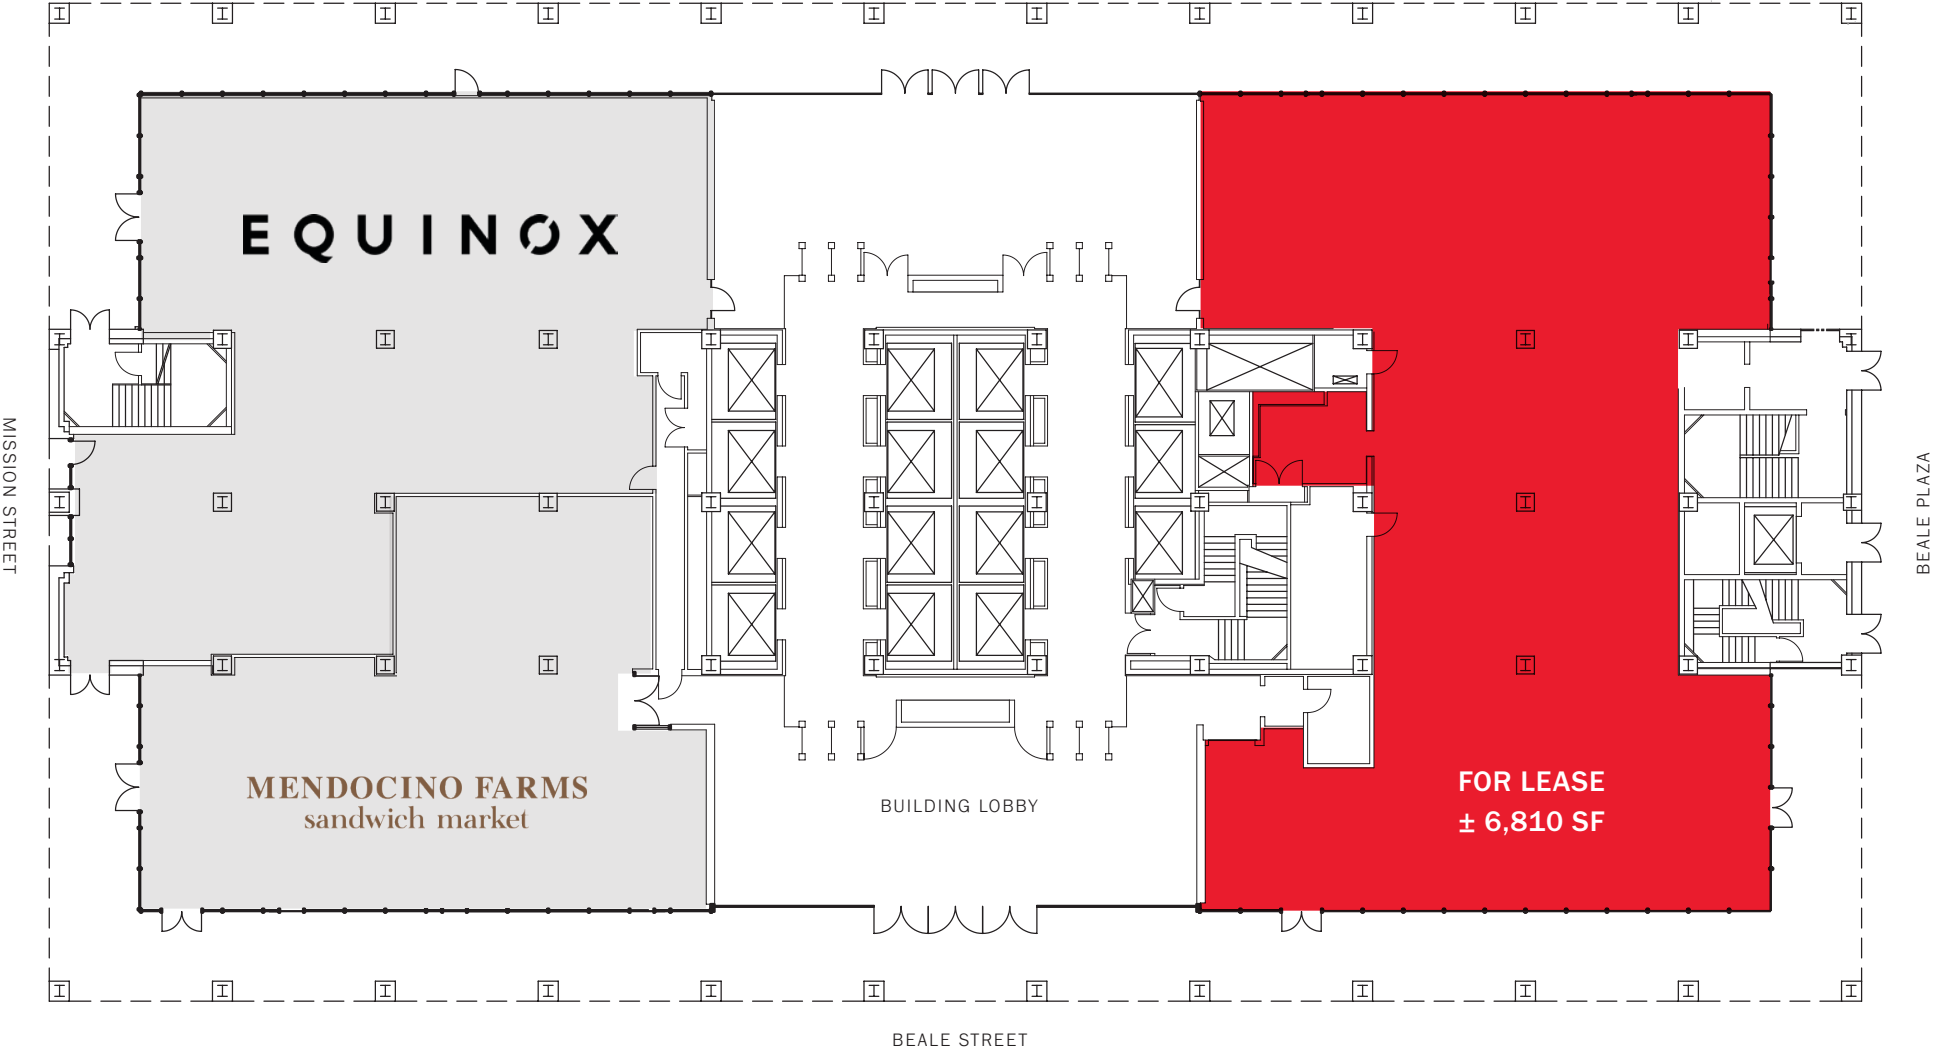 EQUINOX
MISSION STREET
BEALE PLAZA
MENDOCINO FARMS
sandwich market
BUILDING LOBBY
FOR LEASE
± 6,810 SF
BEALE STREET